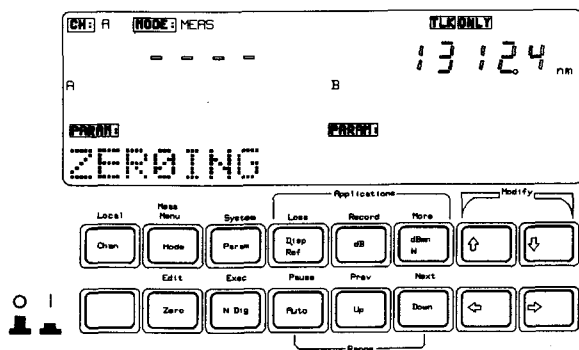 CH: A MODE: MEAS TLK ONLY
- - - - 1312.4 nm
A B
PARAM: PARAM:
ZERØING
Applications Modify
Local Meas Menu System Loss Record More
Chan Mode Param Disp Ref dB dBm W ⇧ ⇩
Edit Exec Pause Prev Next
Zero N Dig Auto Up Down ⇦ ⇨
O I
Range